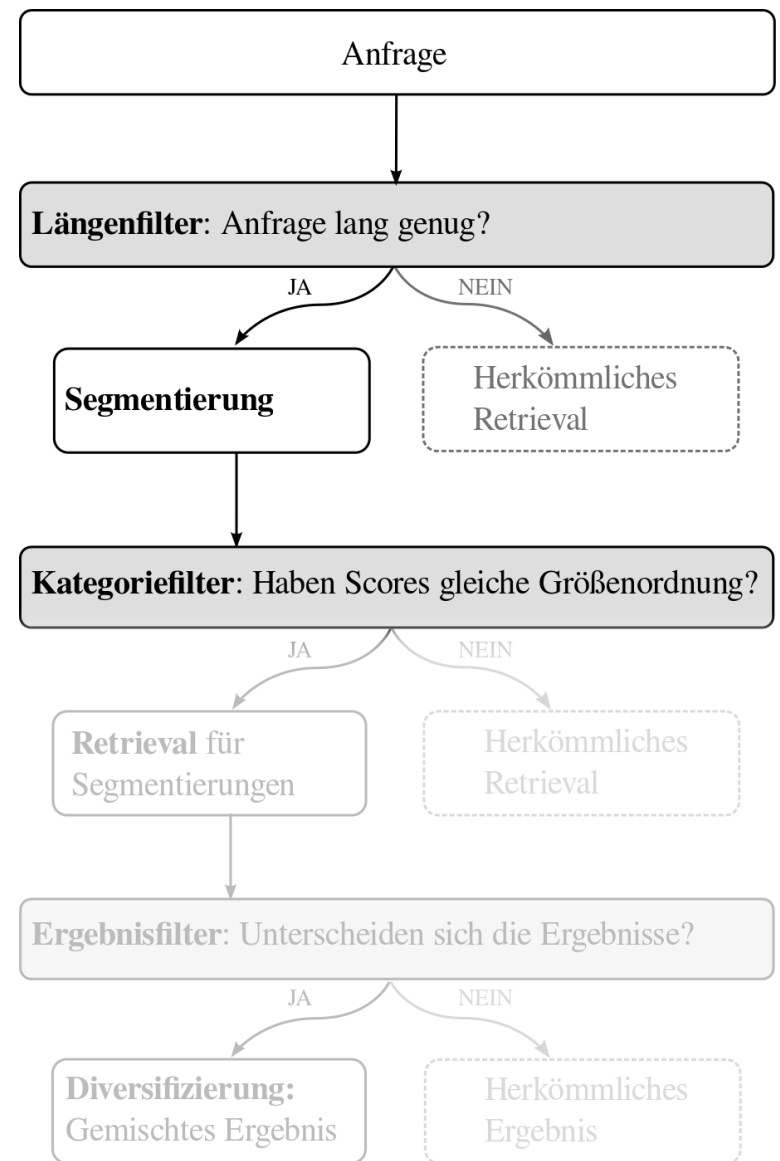 Anfrage
Längenfilter: Anfrage lang genug?
JA
NEIN
Segmentierung
Herkömmliches
Retrieval
Kategoriefilter: Haben Scores gleiche Größenordnung?
JA
NEIN
Retrieval für
Segmentierungen
Herkömmliches
Retrieval
Ergebnisfilter: Unterscheiden sich die Ergebnisse?
JA
NEIN
Diversifizierung:
Gemischtes Ergebnis
Herkömmliches
Ergebnis